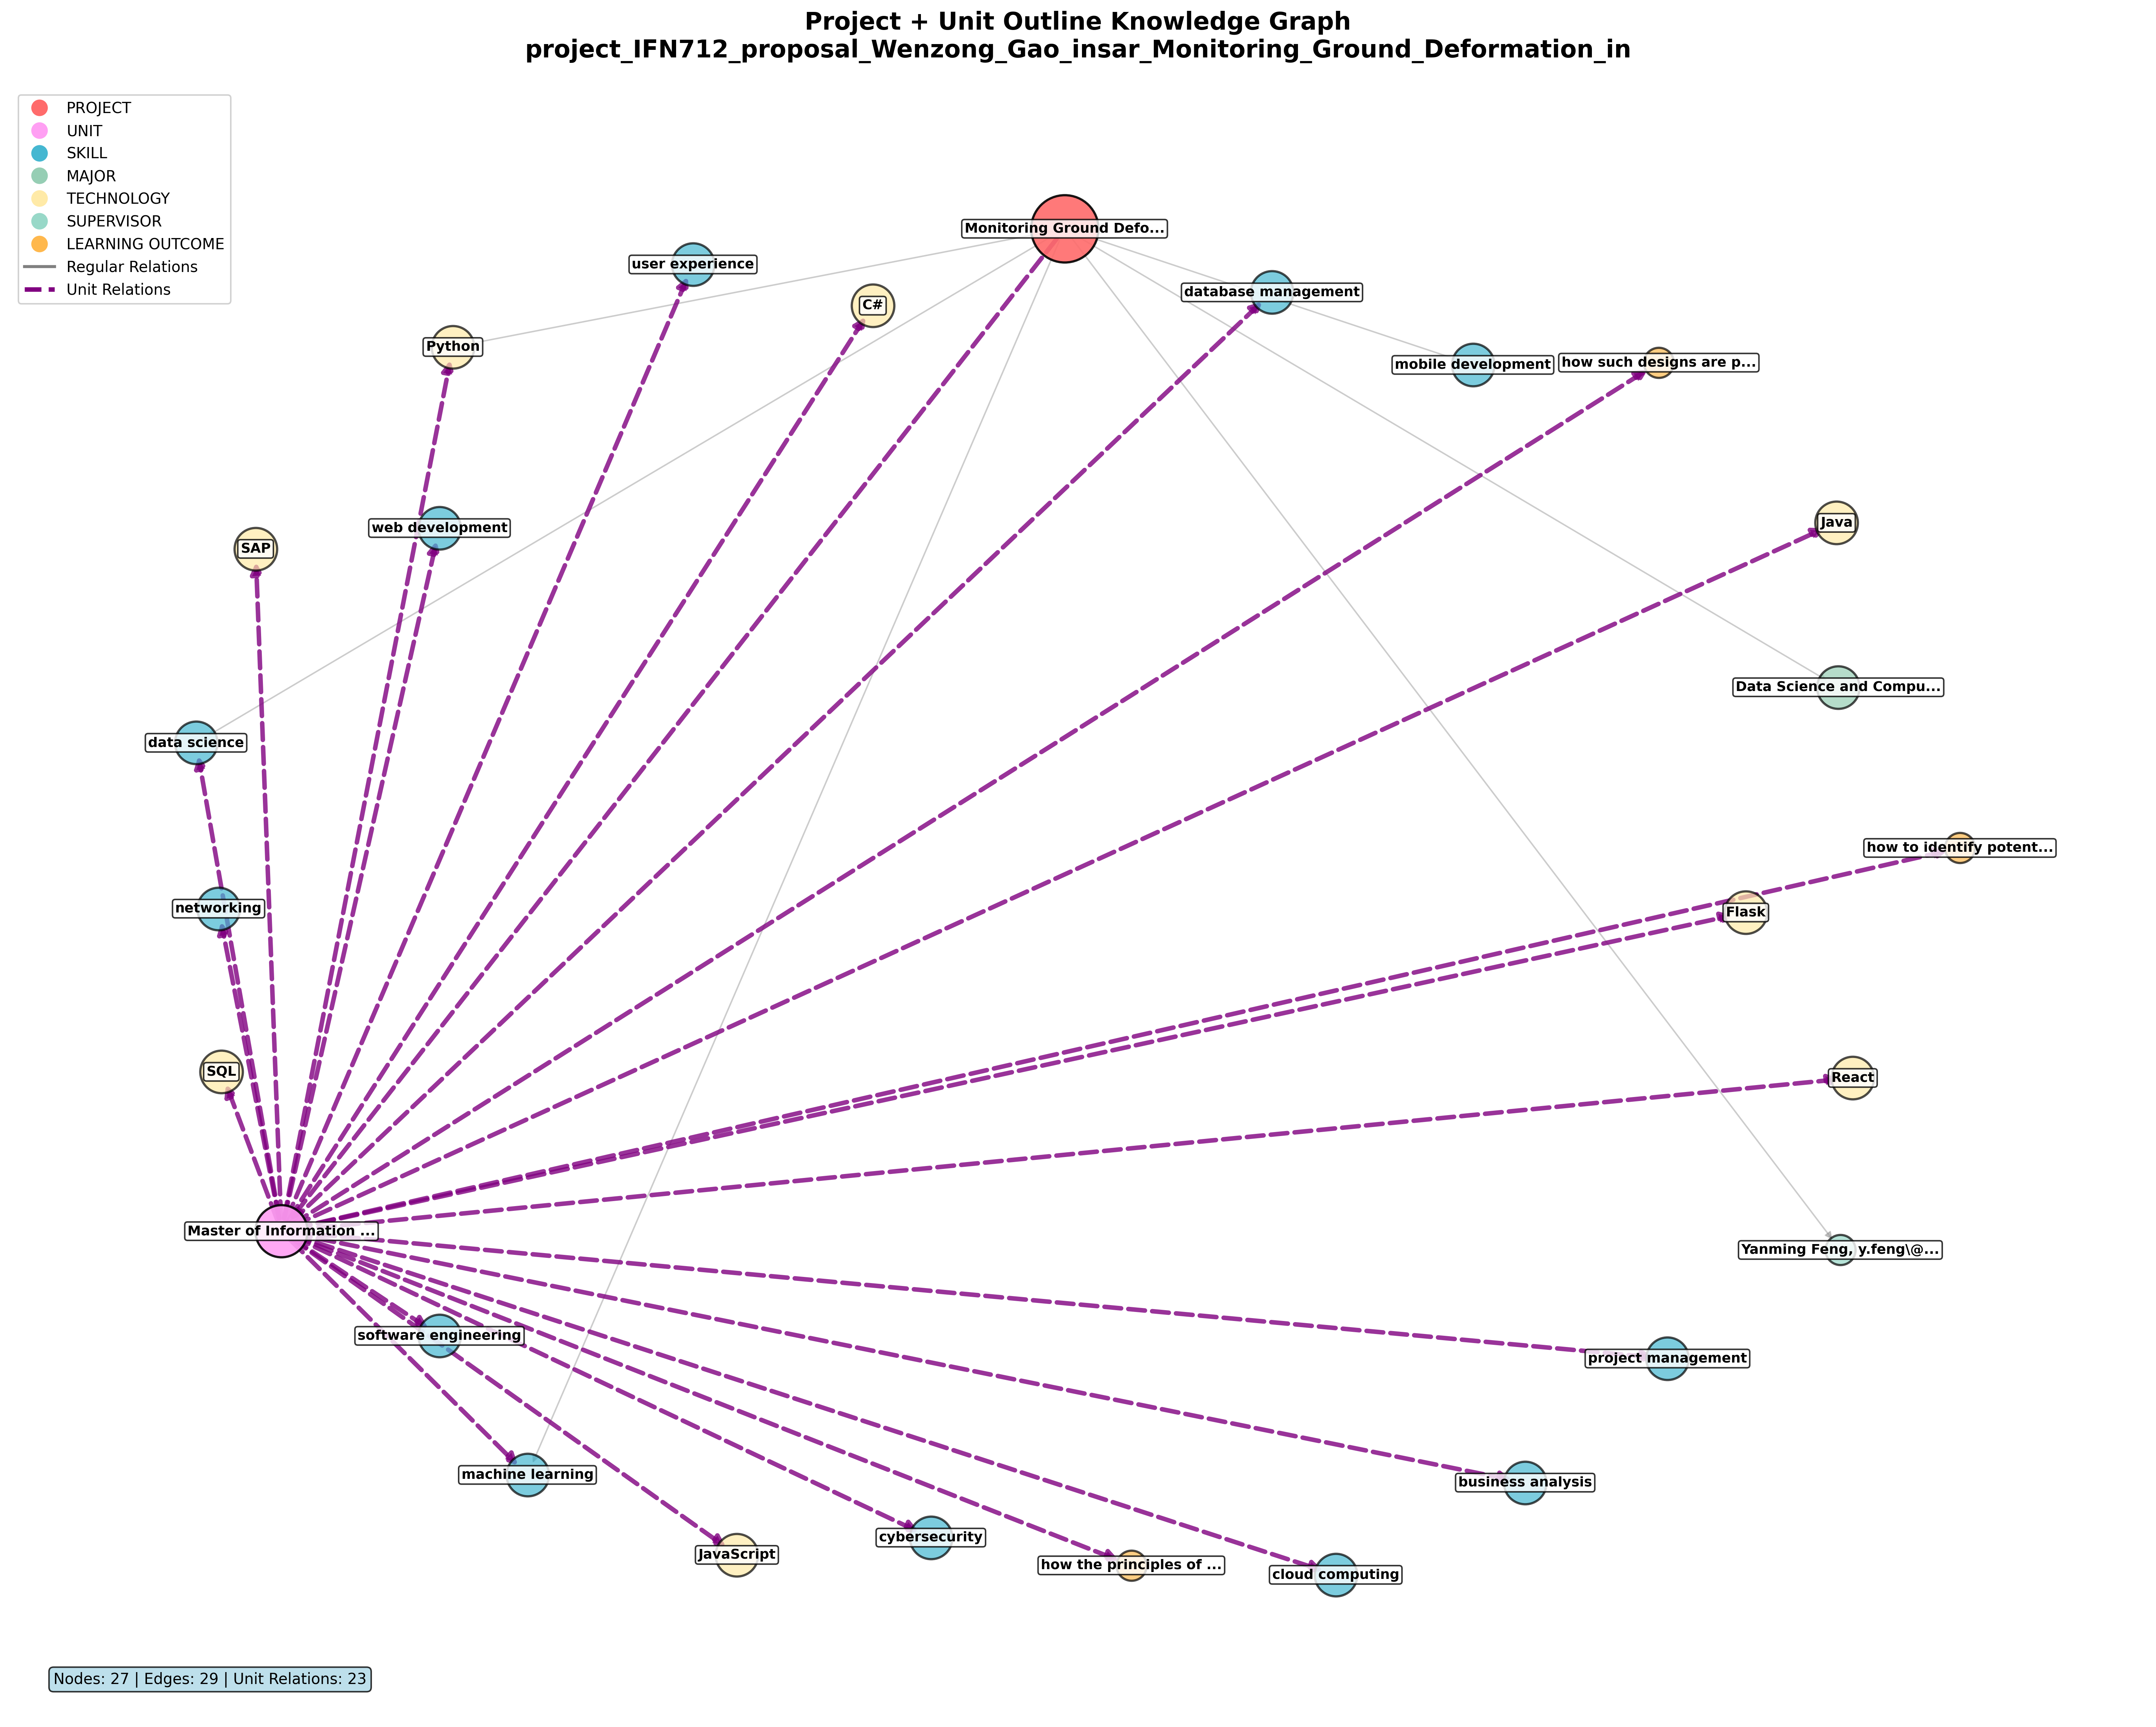 Project + Unit Outline Knowledge Graph
project_IFN712_proposal_Wenzong_Gao_insar_Monitoring_Ground_Deformation_in
PROJECT
UNIT
SKILL
MAJOR
TECHNOLOGY
SUPERVISOR
LEARNING OUTCOME
Regular Relations
Unit Relations
Monitoring Ground Defo...
user experience
database management
C#
Python
mobile development
how such designs are p...
web development
Java
SAP
Data Science and Compu...
data science
how to identify potent...
networking
Flask
SQL
React
Master of Information ...
Yanming Feng, y.feng\@...
software engineering
project management
machine learning
business analysis
cybersecurity
JavaScript
how the principles of ...
cloud computing
Nodes: 27 | Edges: 29 | Unit Relations: 23